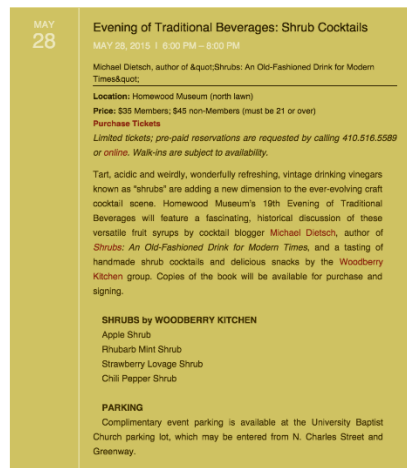 MAY
28
Evening of Traditional Beverages: Shrub Cocktails
MAY 28, 2015 I 6:00 PM – 8:00 PM
Michael Dietsch, author of &quot;Shrubs: An Old-Fashioned Drink for Modern
Times&quot;
Location: Homewood Museum (north lawn)
Price: $35 Members; $45 non-Members (must be 21 or over)
Purchase Tickets
Limited tickets; pre-paid reservations are requested by calling 410.516.5589
or online. Walk-ins are subject to availability.
Tart, acidic and weirdly, wonderfully refreshing, vintage drinking vinegars
known as "shrubs" are adding a new dimension to the ever-evolving craft
cocktail scene. Homewood Museum's 19th Evening of Traditional
Beverages will feature a fascinating, historical discussion of these
versatile fruit syrups by cocktail blogger Michael Dietsch, author of
Shrubs: An Old-Fashioned Drink for Modern Times, and a tasting of
handmade shrub cocktails and delicious snacks by the Woodberry
Kitchen group. Copies of the book will be available for purchase and
signing.
SHRUBS by WOODBERRY KITCHEN
Apple Shrub
Rhubarb Mint Shrub
Strawberry Lovage Shrub
Chili Pepper Shrub
PARKING
Complimentary event parking is available at the University Baptist
Church parking lot, which may be entered from N. Charles Street and
Greenway.